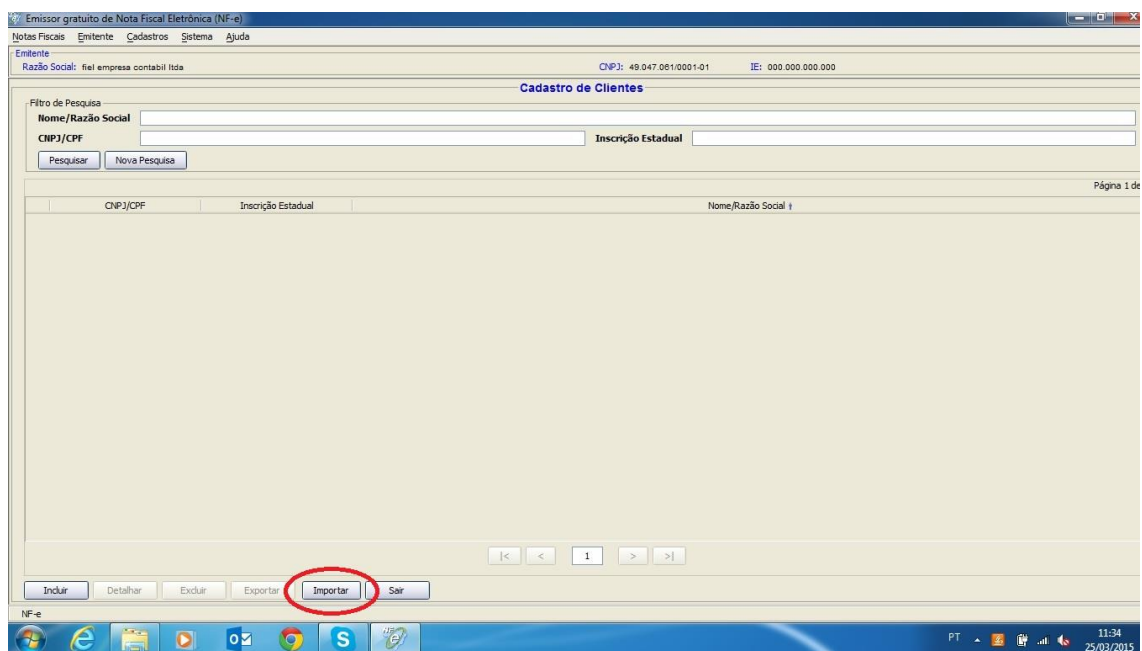 Emissor gratuito de Nota Fiscal Eletrônica (NF-e)
Notas Fiscais Emitente Cadastros Sistema Ajuda
Emitente
Razão Social: fiel empresa contabil ltda CNPJ: 49.047.061/0001-01 IE: 000.000.000.000
Cadastro de Clientes
Filtro de Pesquisa
Nome/Razão Social
CNPJ/CPF Inscrição Estadual
Pesquisar Nova Pesquisa
Página 1 de
CNPJ/CPF Inscrição Estadual Nome/Razão Social
|< < 1 > >|
Incluir Detalhar Excluir Exportar Importar Sair
NF-e
PT 11:34
25/03/2015